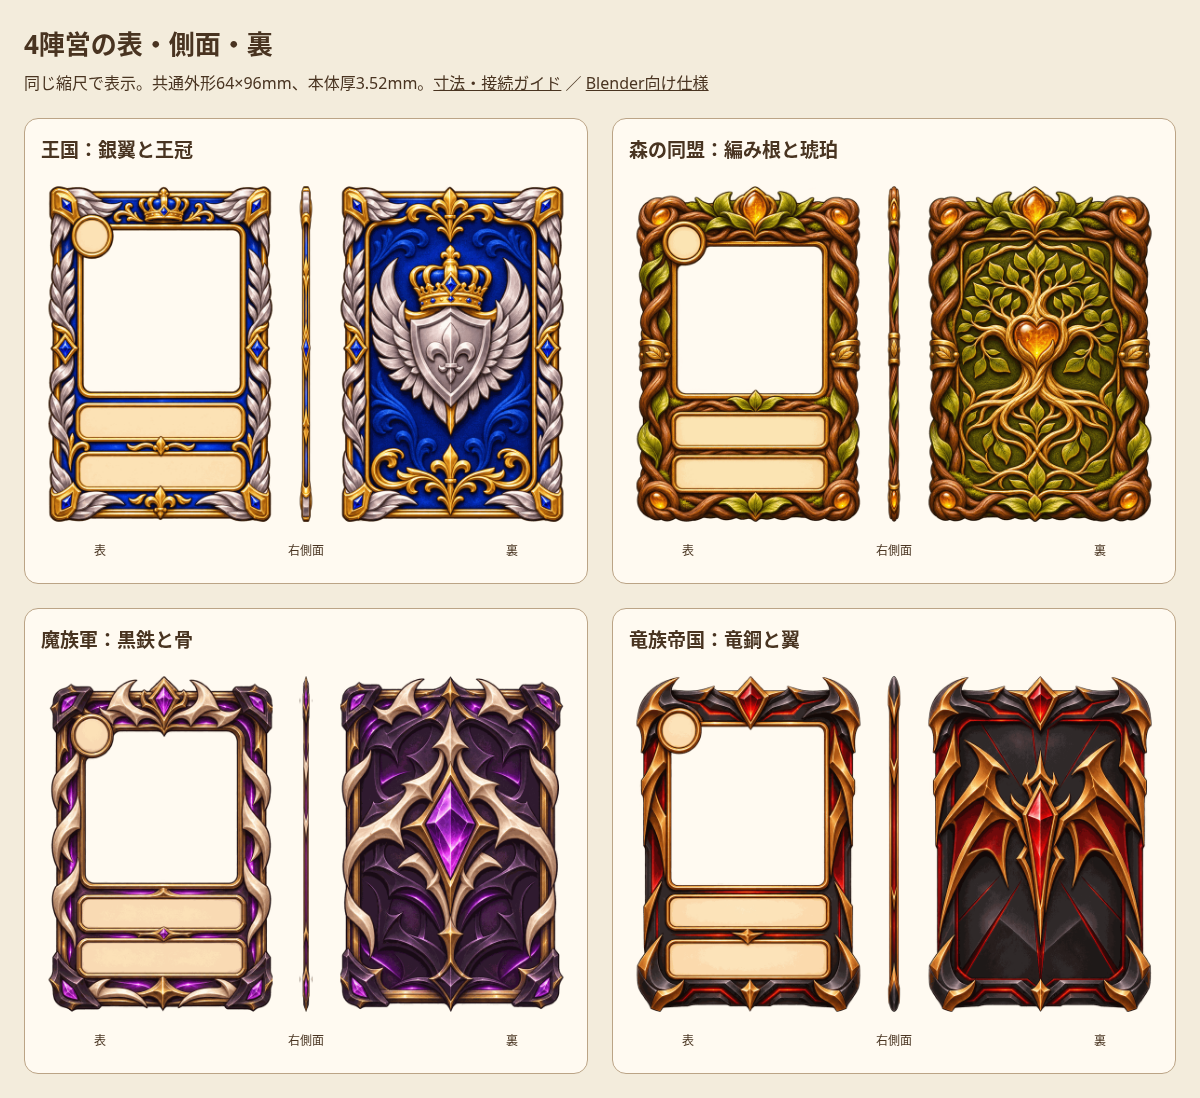 4陣営の表・側面・裏
同じ縮尺で表示。共通外形64×96mm、本体厚3.52mm。寸法・接続ガイド ／ Blender向け仕様
王国：銀翼と王冠
表 右側面 裏
森の同盟：編み根と琥珀
表 右側面 裏
魔族軍：黒鉄と骨
表 右側面 裏
竜族帝国：竜鋼と翼
表 右側面 裏